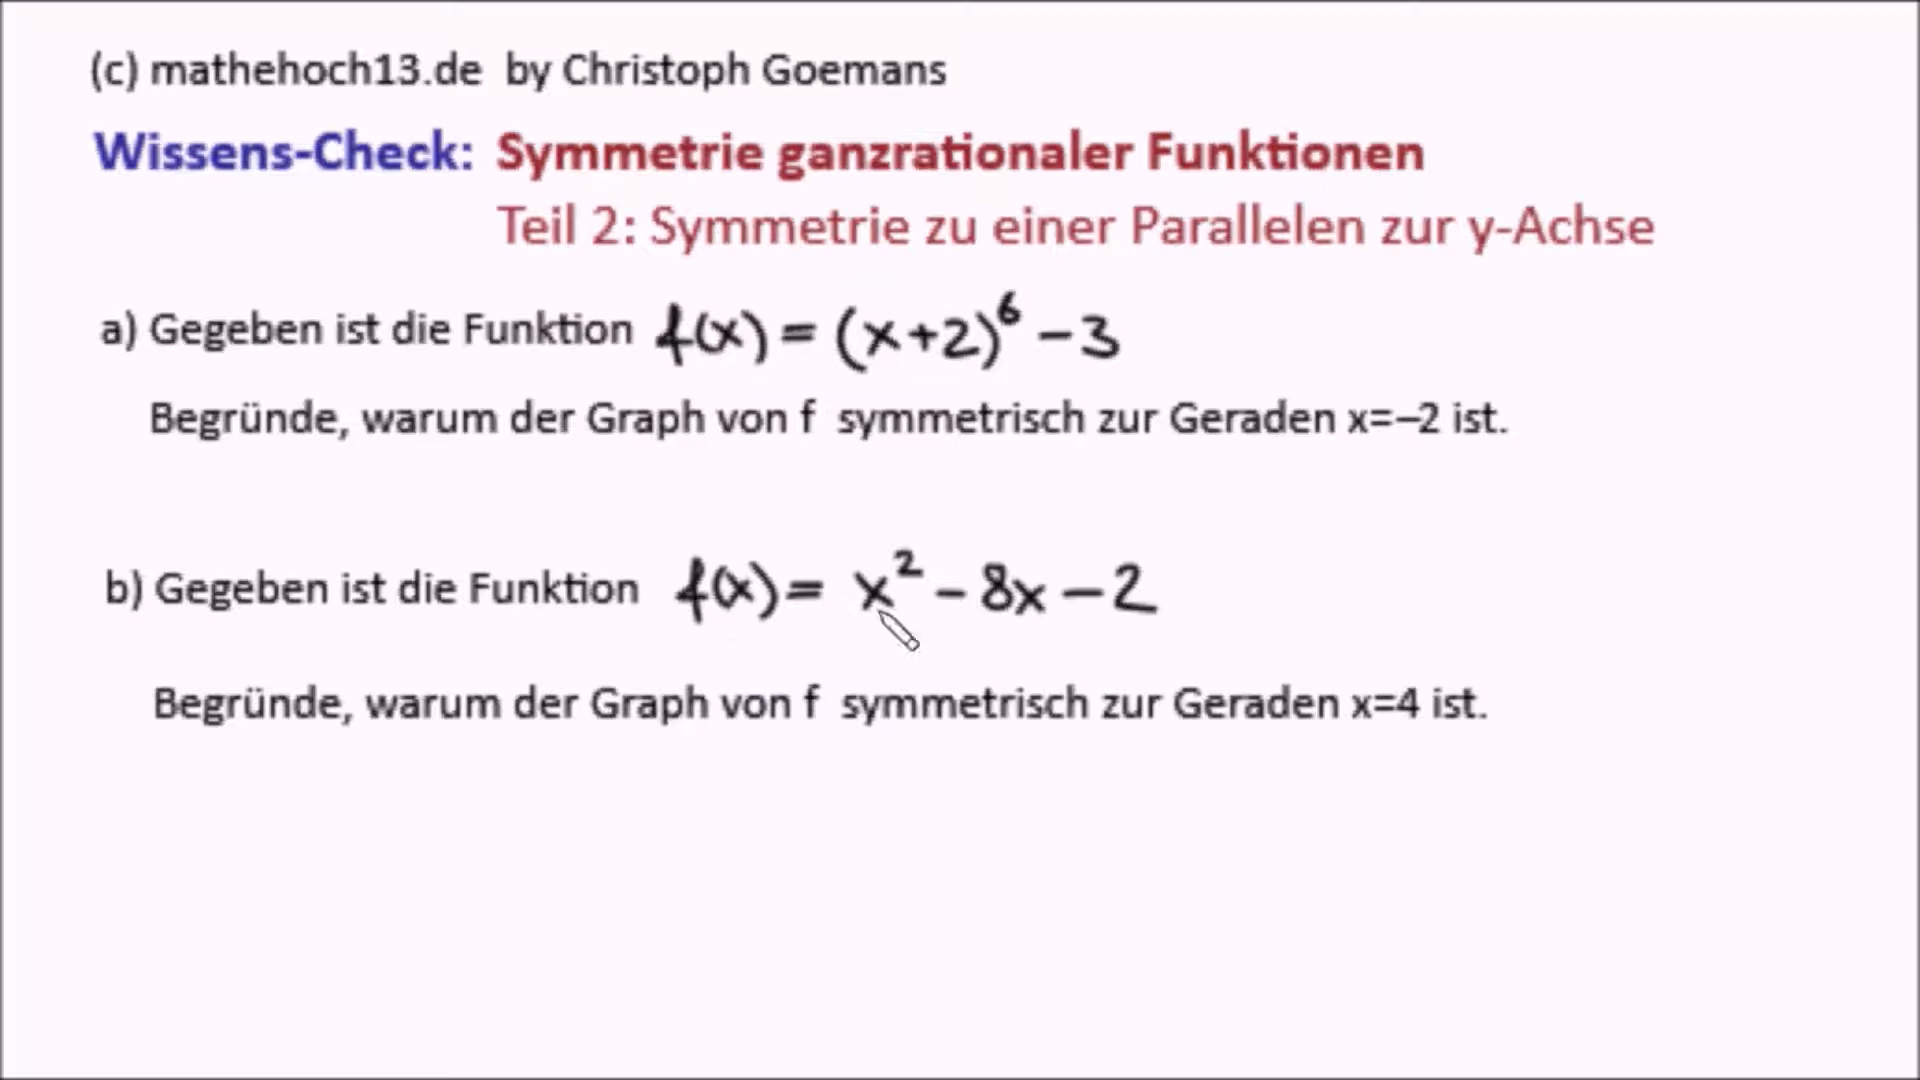 (c) mathehoch13.de by Christoph Goemans
Wissens-Check: Symmetrie ganzrationaler Funktionen
Teil 2: Symmetrie zu einer Parallelen zur y-Achse
a) Gegeben ist die Funktion f(x) = (x+2)⁶ – 3
Begründe, warum der Graph von f symmetrisch zur Geraden x=–2 ist.
b) Gegeben ist die Funktion f(x) = x² – 8x – 2
Begründe, warum der Graph von f symmetrisch zur Geraden x=4 ist.